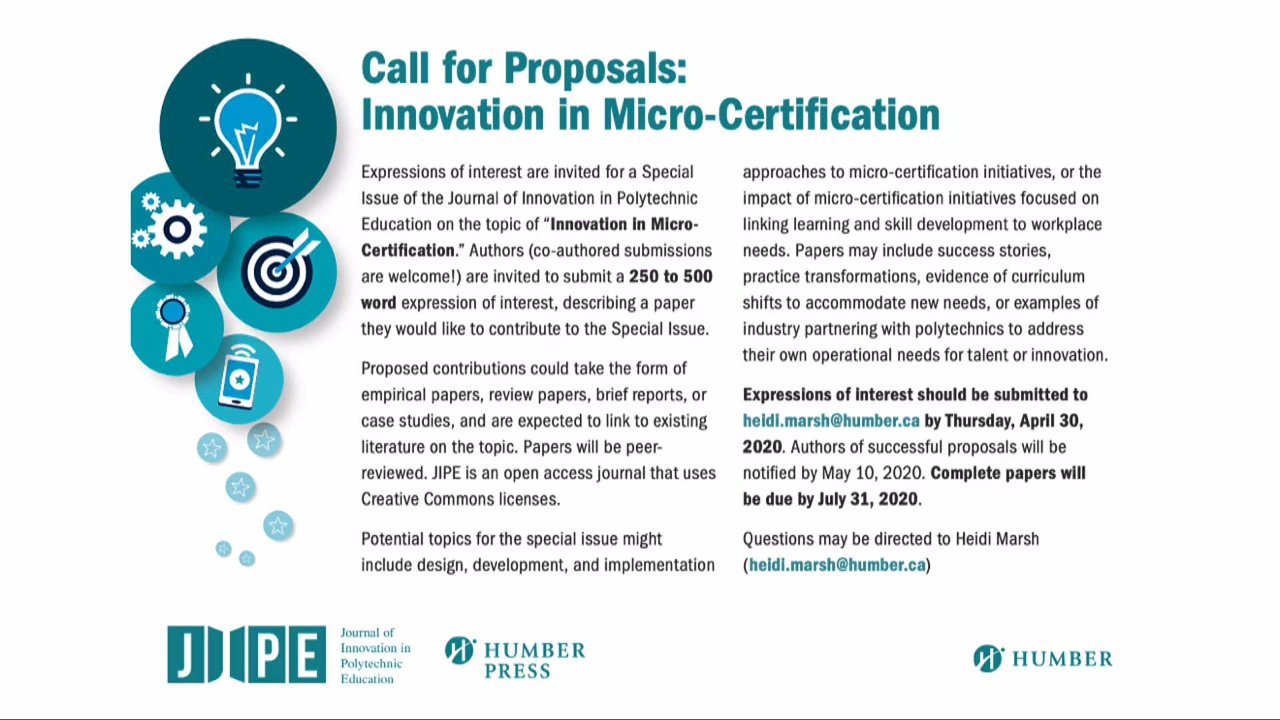 Call for Proposals:
Innovation in Micro-Certification
Expressions of interest are invited for a Special
Issue of the Journal of Innovation in Polytechnic
Education on the topic of “Innovation in Micro-
Certification.” Authors (co-authored submissions
are welcome!) are invited to submit a 250 to 500
word expression of interest, describing a paper
they would like to contribute to the Special Issue.
Proposed contributions could take the form of
empirical papers, review papers, brief reports, or
case studies, and are expected to link to existing
literature on the topic. Papers will be peer-
reviewed. JIPE is an open access journal that uses
Creative Commons licenses.
Potential topics for the special issue might
include design, development, and implementation
approaches to micro-certification initiatives, or the
impact of micro-certification initiatives focused on
linking learning and skill development to workplace
needs. Papers may include success stories,
practice transformations, evidence of curriculum
shifts to accommodate new needs, or examples of
industry partnering with polytechnics to address
their own operational needs for talent or innovation.
Expressions of interest should be submitted to
heidi.marsh@humber.ca by Thursday, April 30,
2020. Authors of successful proposals will be
notified by May 10, 2020. Complete papers will
be due by July 31, 2020.
Questions may be directed to Heidi Marsh
(heidi.marsh@humber.ca)
JIPE
Journal of
Innovation in
Polytechnic
Education
HUMBER
PRESS
HUMBER